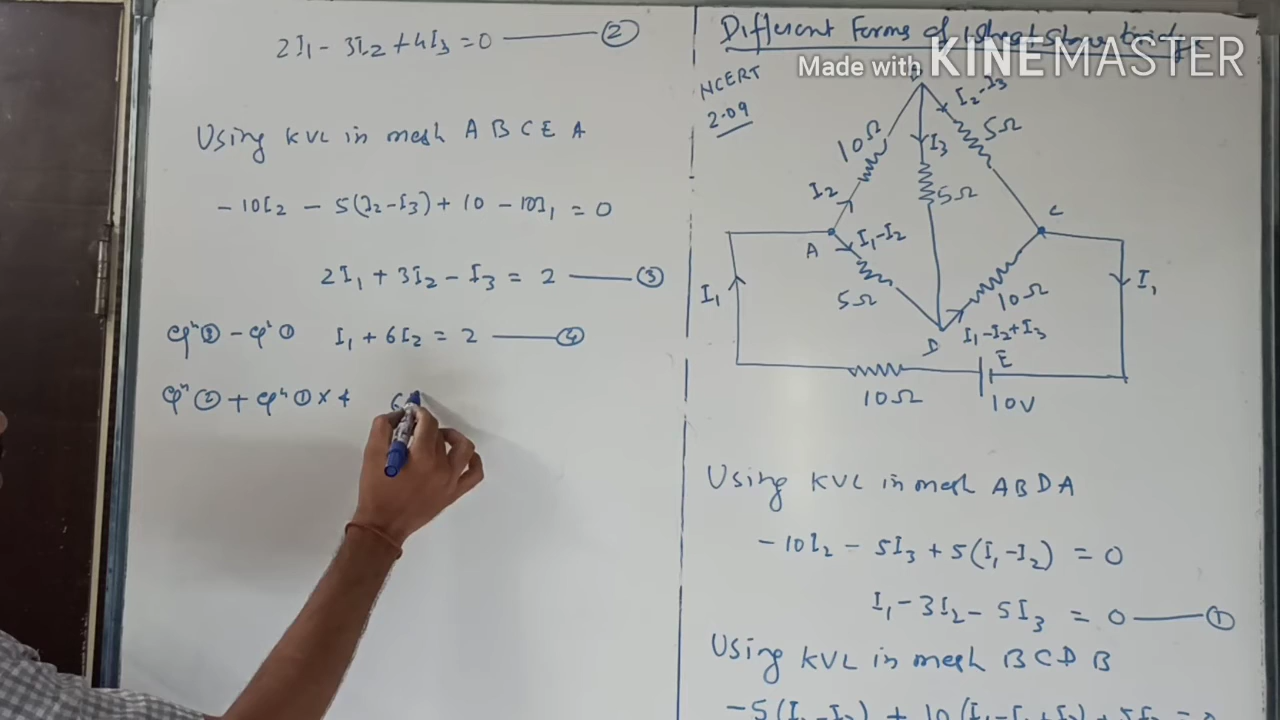 2I₁ - 3I₂ + 4I₃ = 0 —— ②
Using KVL in mesh A B C E A
- 10I₂ - 5(I₂-I₃) + 10 - 10I₁ = 0
2I₁ + 3I₂ - I₃ = 2 —— ③
eqⁿ ③ - eqⁿ ① I₁ + 6I₂ = 2 —— ④
eqⁿ ② + eqⁿ ① × 4
Different Forms of Wheatstone bridge
Made with KINEMASTER
NCERT
2.09
B
I₂-I₃
10Ω
5Ω
I₃
I₂
5Ω
C
A
I₁-I₂
I₁
5Ω
10Ω
I₁
D
I₁-I₂+I₃
E
10Ω
10V
Using KVL in mesh ABDA
- 10I₂ - 5I₃ + 5(I₁-I₂) = 0
I₁ - 3I₂ - 5I₃ = 0 —— ①
Using KVL in mesh BCDB